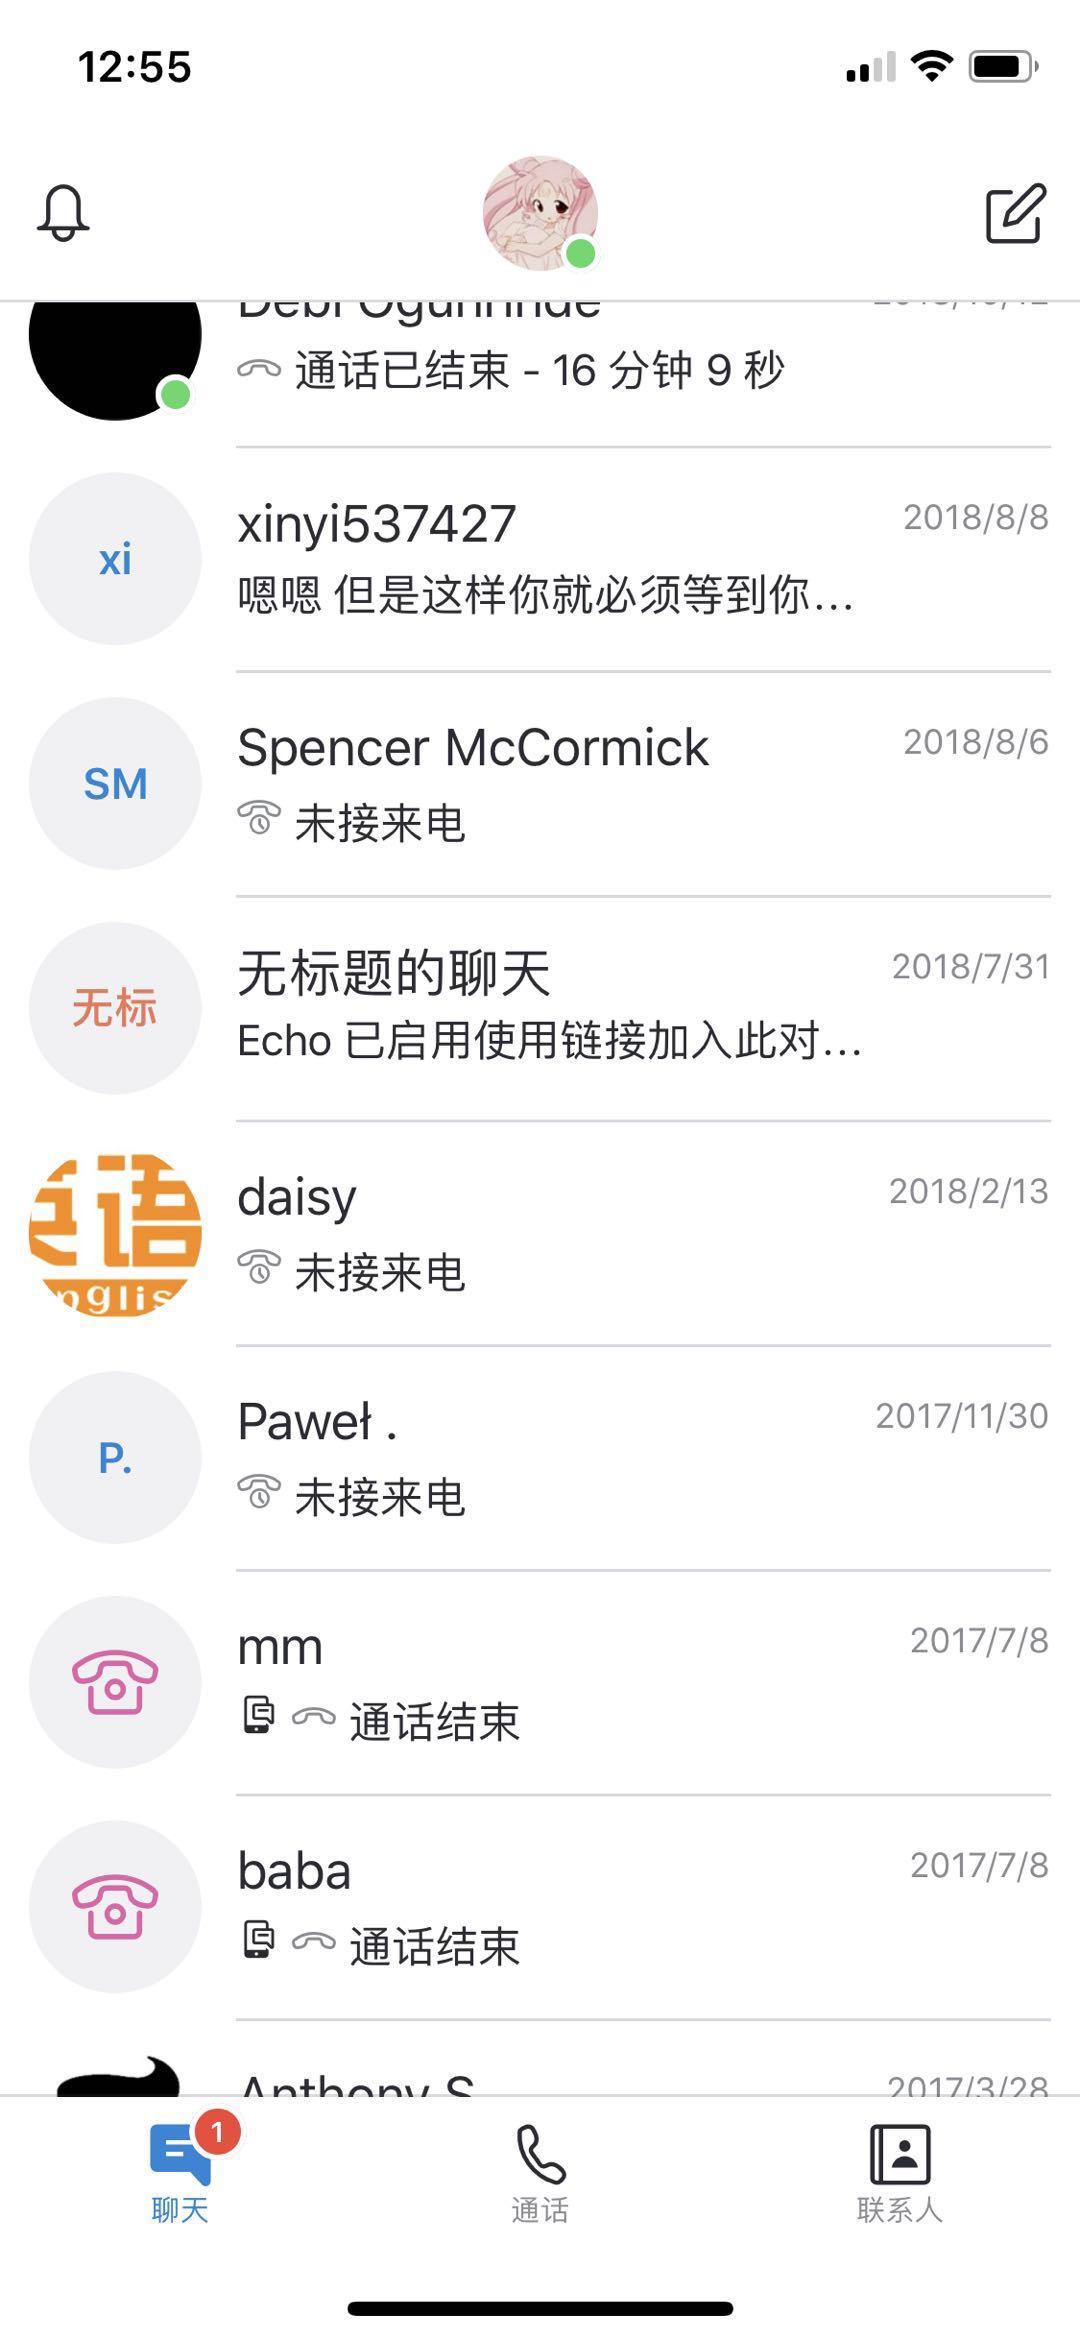 12:55
Debi Ogunrinde
通话已结束 - 16 分钟 9 秒
xi
xinyi537427
2018/8/8
嗯嗯 但是这样你就必须等到你...
SM
Spencer McCormick
2018/8/6
未接来电
无标
无标题的聊天
2018/7/31
Echo 已启用使用链接加入此对...
语
nglis
daisy
2018/2/13
未接来电
P.
Paweł .
2017/11/30
未接来电
mm
2017/7/8
通话结束
baba
2017/7/8
通话结束
Anthony S
2017/3/28
1
聊天
通话
联系人